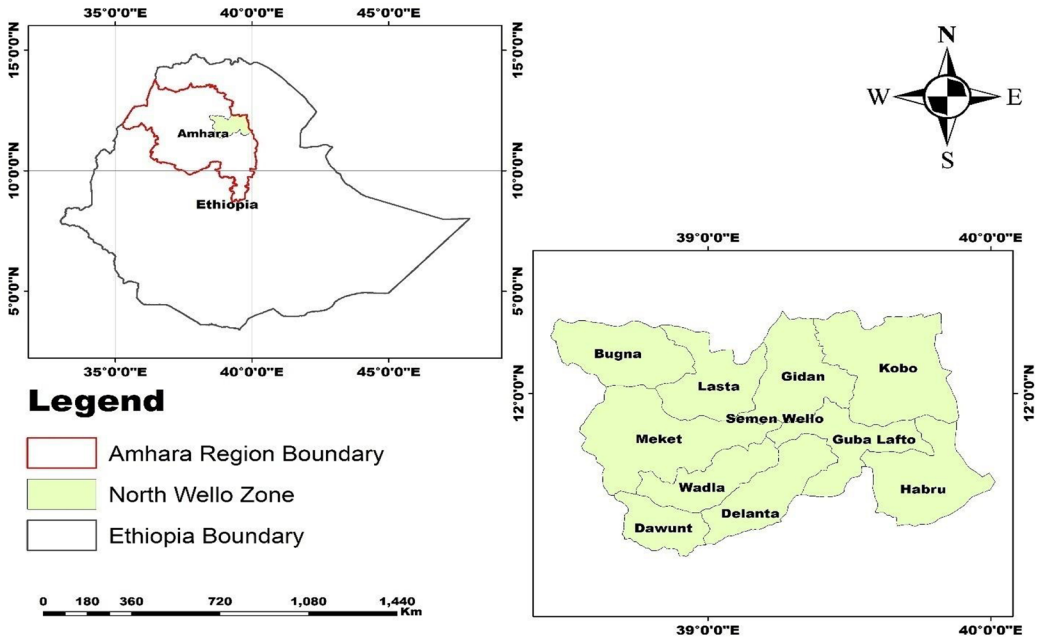 35°0'0"E 40°0'0"E 45°0'0"E
15°0'0"N
10°0'0"N
5°0'0"N
15°0'0"N
10°0'0"N
5°0'0"N
Amhara
Ethiopia
35°0'0"E 40°0'0"E 45°0'0"E
N
W E
S
39°0'0"E 40°0'0"E
12°0'0"N
12°0'0"N
Bugna
Lasta
Gidan
Kobo
Semen Wello
Meket
Guba Lafto
Wadla
Habru
Delanta
Dawunt
39°0'0"E 40°0'0"E
Legend
Amhara Region Boundary
North Wello Zone
Ethiopia Boundary
0 180 360 720 1,080 1,440
Km